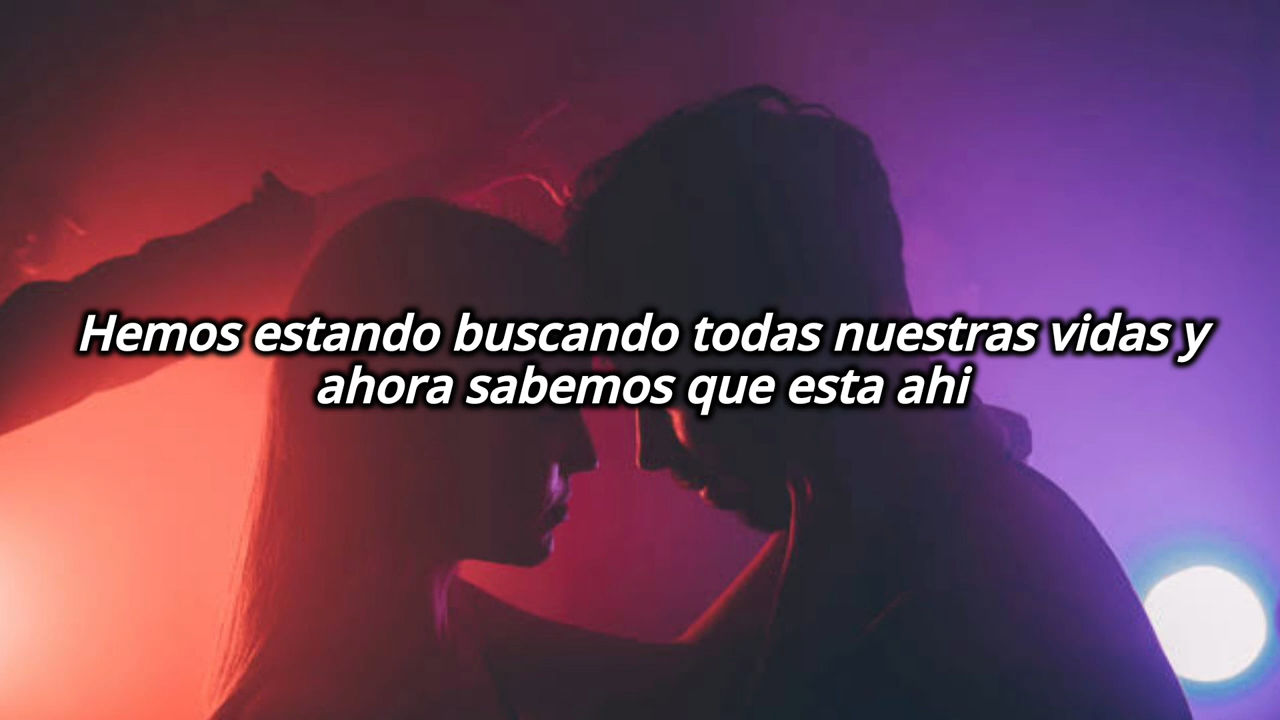 Hemos estando buscando todas nuestras vidas y
ahora sabemos que esta ahi